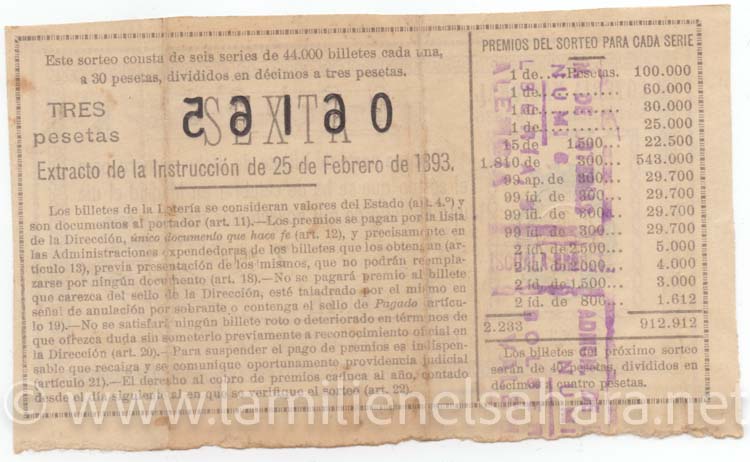 Este sorteo consta de seis series de 44.000 billetes cada una,
a 30 pesetas, divididos en décimos a tres pesetas.
TRES
pesetas
SEXTA
Extracto de la Instrucción de 25 de Febrero de 1893.
Los billetes de la Lotería se consideran valores del Estado (art. 4.º) y
son documentos al portador (art. 11).—Los premios se pagan por la lista
de la Dirección, único documento que hace fe (art. 12), y precisamente en
las Administraciones expendedoras de los billetes que los obtengan (ar-
tículo 13), previa presentación de los mismos, que no podrán reempla-
zarse por ningún documento (art. 18).—No se pagará premio al billete
que carezca del sello de la Dirección, esté taladrado por el mismo en
señal de anulación por sobrante o contenga el sello de Pagado (artícu-
lo 19).—No se satisfará ningún billete roto o deteriorado en términos de
que ofrezca duda sin someterlo previamente a reconocimiento oficial en
la Dirección (art. 20).—Para suspender el pago de premios es indispen-
sable que recaiga y se comunique oportunamente providencia judicial
(artículo 21).—El derecho al cobro de premios caduca al año, contado
desde el día siguiente al en que se verifique el sorteo (art. 22).
PREMIOS DEL SORTEO PARA CADA SERIE
1 de... Pesetas. 100.000
1 de... 60.000
1 de... 30.000
1 de... 25.000
15 de 1.500... 22.500
1.810 de 300... 543.000
99 ap. de 300... 29.700
99 íd. de 300... 29.700
99 íd. de 300... 29.700
99 íd. de 300... 29.700
2 íd. de 2.500... 5.000
2 íd. de 2.000... 4.000
2 íd. de 1.500... 3.000
2 íd. de 806... 1.612
2.233 912.912
Los billetes del próximo sorteo
serán de 40 pesetas, divididos en
décimos a cuatro pesetas.
© www.lamilienelsahara.net